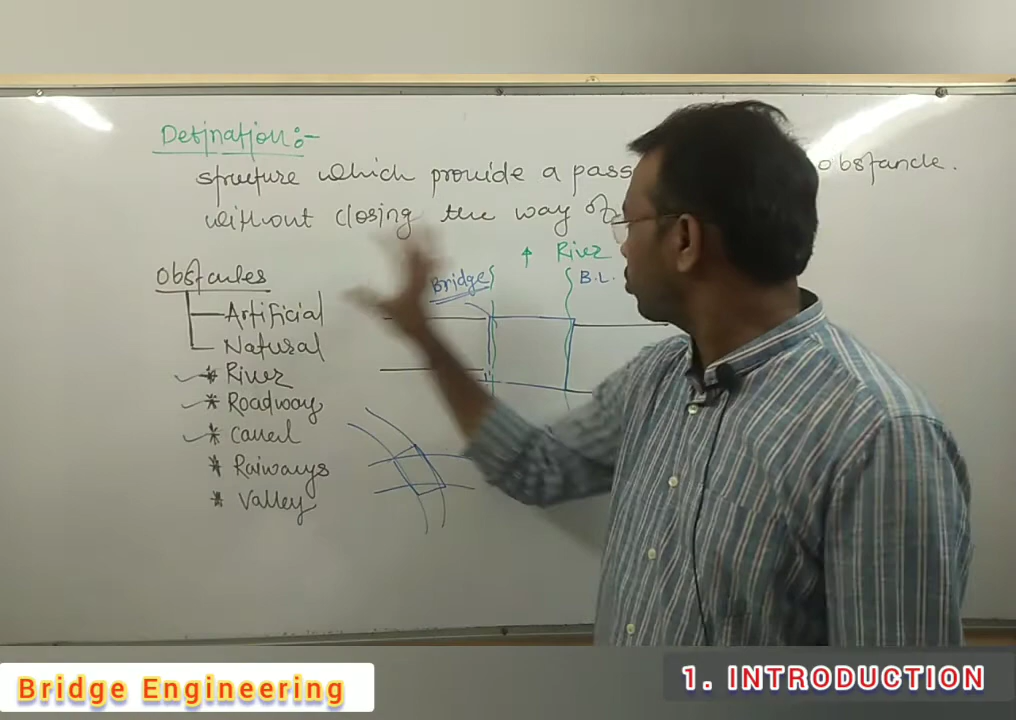 Definition:-
structure which provide a pass obstancle.
without closing the way of
↑ River
Obstacles
Bridge
B.L.
Artificial
Natural
* River
* Roadway
* canal
* Raiways
* Valley
Bridge Engineering
1. INTRODUCTION